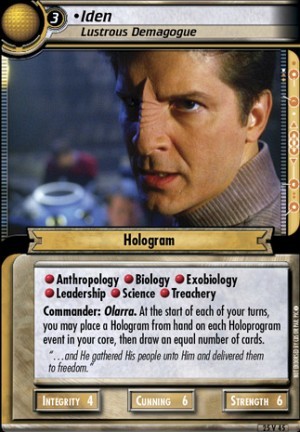 3
•Iden
Lustrous Demagogue
Hologram
Anthropology Biology Exobiology
Leadership Science Treachery
Commander: Olarra. At the start of each of your turns,
you may place a Hologram from hand on each Holoprogram
event in your core, then draw an equal number of cards.
“…and He gathered His people unto Him and delivered them
to freedom.”
INTEGRITY 4 CUNNING 6 STRENGTH 6